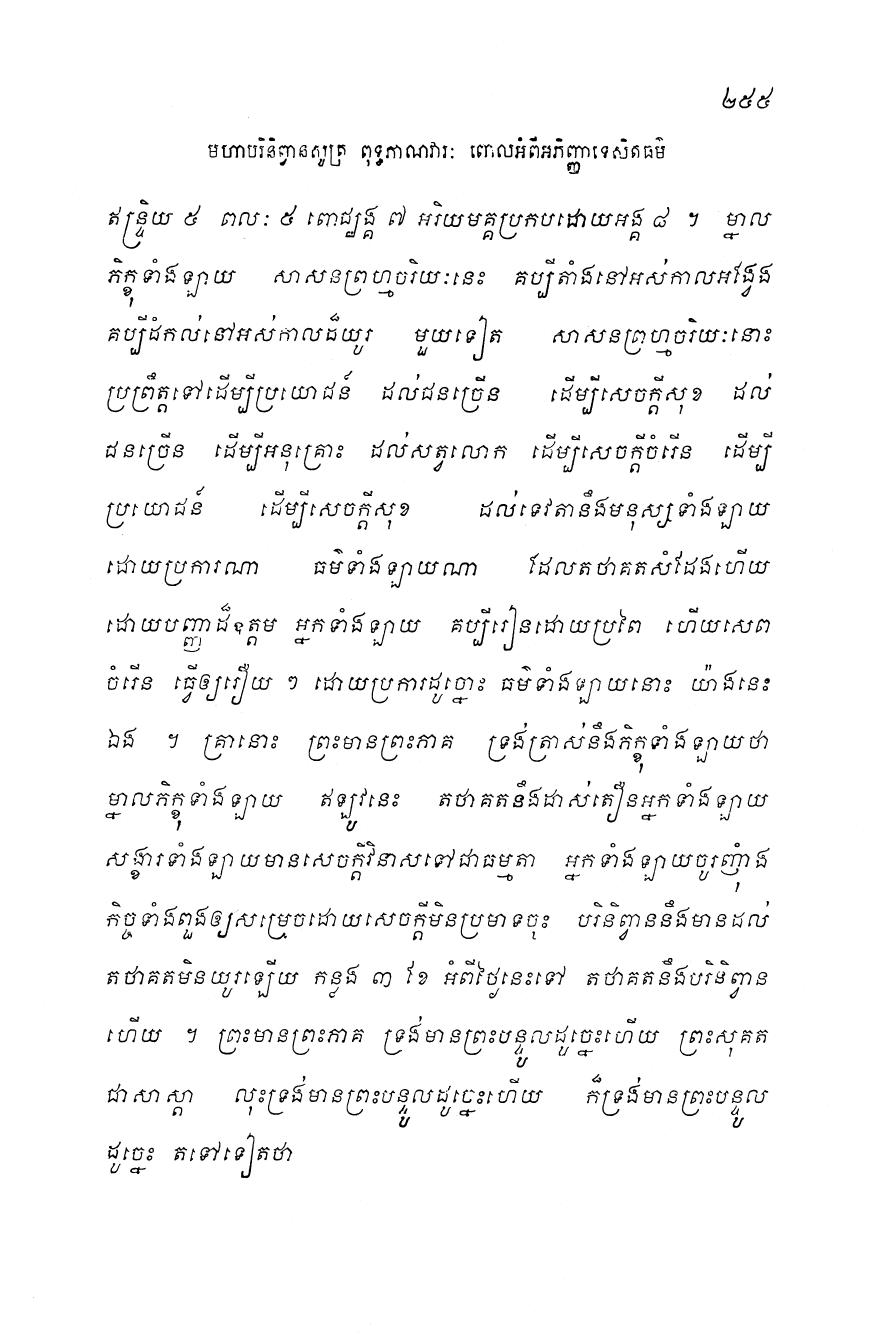 ២៥៥
មហាបរិនិព្វានសូត្រ ពុទ្ធភាណវារៈ ពោលអំពីអភិញ្ញាទេសិតធម៌
ឥន្ទ្រិយ ៥ ពលៈ ៥ ពោជ្ឈង្គ ៧ អរិយមគ្គប្រកបដោយអង្គ ៨ ។ ម្នាល
ភិក្ខុទាំងឡាយ សាសនព្រហ្មចរិយៈនេះ គប្បីតាំងនៅអស់កាលអង្វែង
គប្បីដំកល់នៅអស់កាលដ៏យូរ មួយទៀត សាសនព្រហ្មចរិយៈនោះ
ប្រព្រឹត្តទៅដើម្បីប្រយោជន៍ ដល់ជនច្រើន ដើម្បីសេចក្តីសុខ ដល់
ជនច្រើន ដើម្បីអនុគ្រោះ ដល់សត្វលោក ដើម្បីសេចក្តីចំរើន ដើម្បី
ប្រយោជន៍ ដើម្បីសេចក្តីសុខ ដល់ទេវតានឹងមនុស្សទាំងឡាយ
ដោយប្រការណា ធម៌ទាំងឡាយណា ដែលតថាគតសំដែងហើយ
ដោយបញ្ញាដ៏ឧត្តម អ្នកទាំងឡាយ គប្បីរៀនដោយប្រពៃ ហើយសេព
ចំរើន ធ្វើឲ្យរឿយ ៗ ដោយប្រការដូច្នោះ ធម៌ទាំងឡាយនោះ យ៉ាងនេះ
ឯង ។ គ្រានោះ ព្រះមានព្រះភាគ ទ្រង់ត្រាស់នឹងភិក្ខុទាំងឡាយថា
ម្នាលភិក្ខុទាំងឡាយ ឥឡូវនេះ តថាគតនឹងដាស់តឿនអ្នកទាំងឡាយ
សង្ខារទាំងឡាយមានសេចក្តីវិនាសទៅជាធម្មតា អ្នកទាំងឡាយចូរញុំាង
កិច្ចទាំងពួងឲ្យសម្រេចដោយសេចក្តីមិនប្រមាទចុះ បរិនិព្វាននឹងមានដល់
តថាគតមិនយូរឡើយ កន្លង ៣ ខែ អំពីថ្ងៃនេះទៅ តថាគតនឹងបរិនិព្វាន
ហើយ ។ ព្រះមានព្រះភាគ ទ្រង់មានព្រះបន្ទូលដូច្នេះហើយ ព្រះសុគត
ជាសាស្តា លុះទ្រង់មានព្រះបន្ទូលដូច្នេះហើយ ក៏ទ្រង់មានព្រះបន្ទូល
ដូច្នេះ តទៅទៀតថា